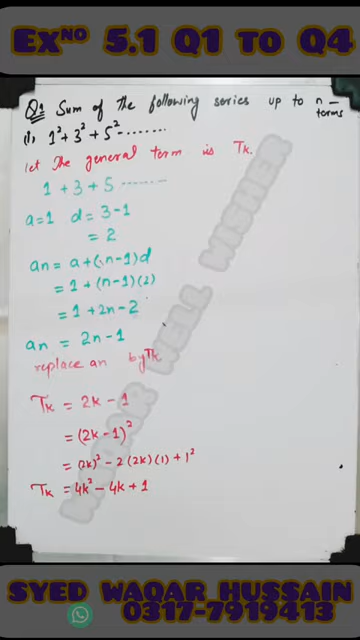 Ex NO 5.1 Q1 TO Q4
Q1 Sum of the following series up to n – terms
(i) 1² + 3² + 5² .......
let The general term is Tk.
1 + 3 + 5 ........
a = 1 d = 3 - 1
= 2
an = a + (n-1)d
= 1 + (n-1)(2)
= 1 + 2n - 2
an = 2n - 1
replace an by Tk
Tk = 2k - 1
= (2k - 1)²
= (2k)² - 2 (2k)(1) + 1²
Tk = 4k² - 4k + 1
WAQAR WELL WISHER
SYED WAQAR HUSSAIN
0317-7919413